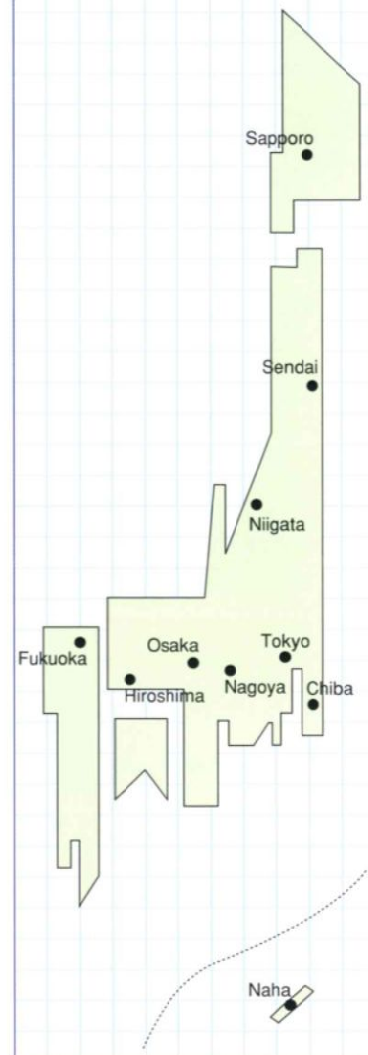 Sapporo
Sendai
Niigata
Tokyo
Osaka
Fukuoka
Nagoya
Chiba
Hiroshima
Naha